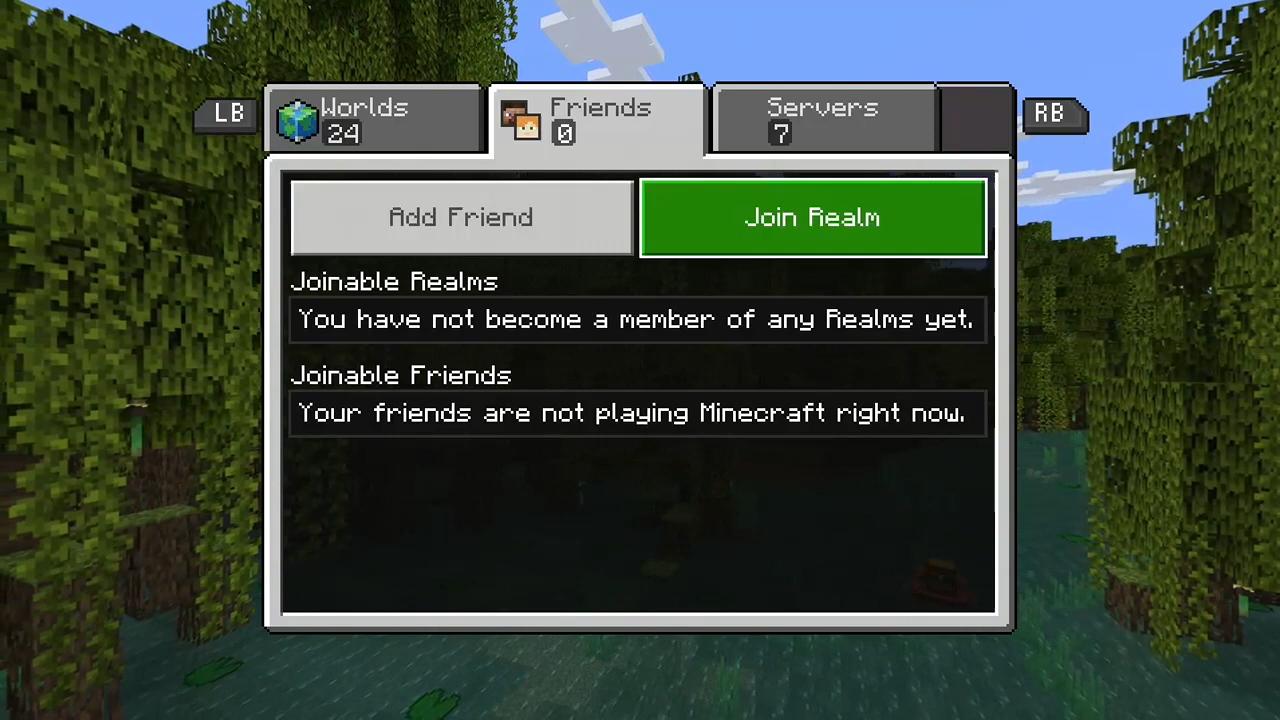 LB
Worlds
24
Friends
0
Servers
7
RB
Add Friend
Join Realm
Joinable Realms
You have not become a member of any Realms yet.
Joinable Friends
Your friends are not playing Minecraft right now.